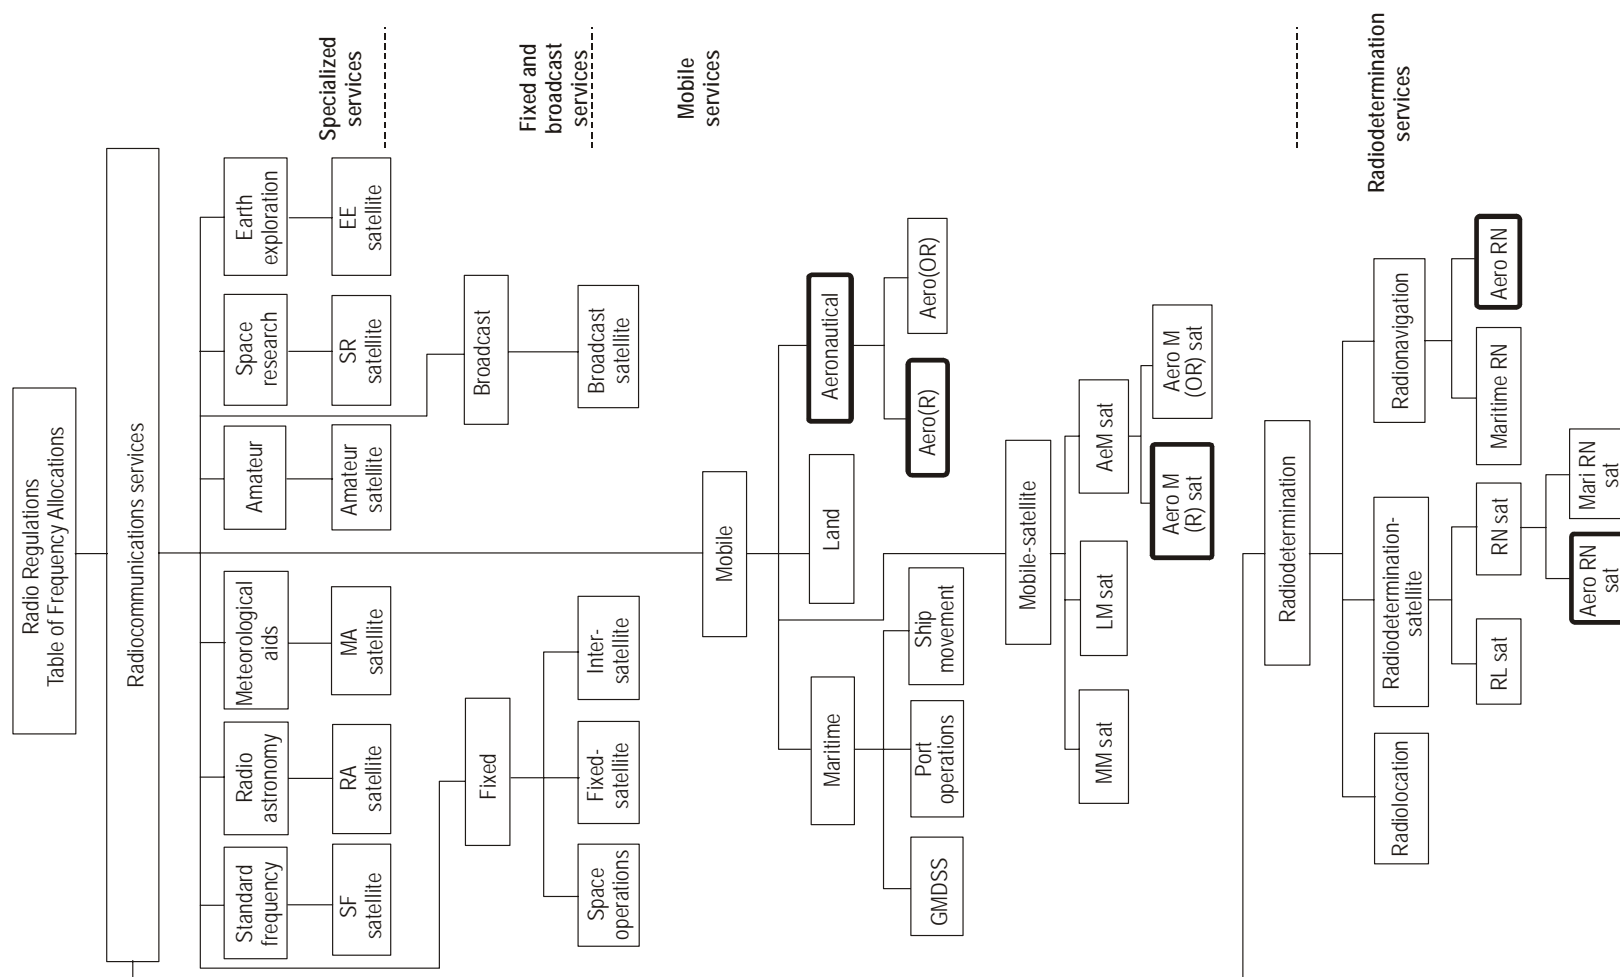 Radio Regulations
Table of Frequency Allocations
Radiocommunications services
Standard
frequency
Radio
astronomy
Meteorological
aids
Amateur
Space
research
Earth
exploration
SF
satellite
RA
satellite
MA
satellite
Amateur
satellite
SR
satellite
EE
satellite
Specialized
services
Fixed
Broadcast
Space
operations
Fixed-
satellite
Inter-
satellite
Broadcast
satellite
Fixed and
broadcast
services
Mobile
Mobile
services
Maritime
Land
Aeronautical
GMDSS
Port
operations
Ship
movement
Aero(R)
Aero(OR)
Mobile-satellite
MM sat
LM sat
AeM sat
Aero M
(R) sat
Aero M
(OR) sat
Radiodetermination
Radiodetermination
services
Radiolocation
Radiodetermination-
satellite
Radionavigation
RL sat
RN sat
Maritime RN
Aero RN
Aero RN
sat
Mari RN
sat